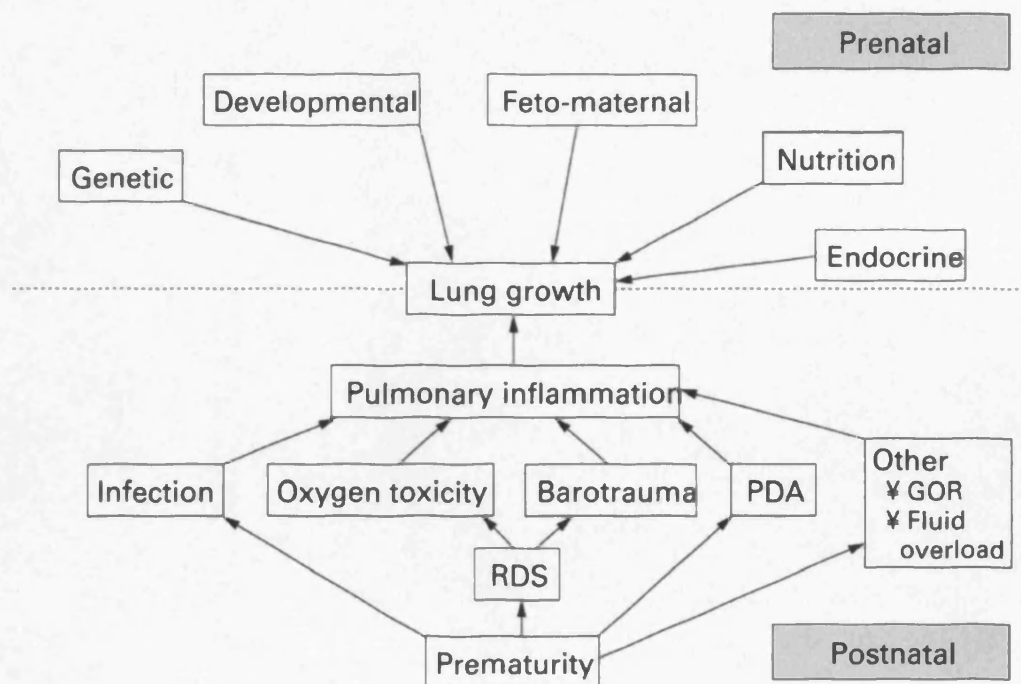 Prenatal
Developmental
Feto-maternal
Nutrition
Genetic
Endocrine
Lung growth
Pulmonary inflammation
Infection
Oxygen toxicity
Barotrauma
PDA
Other
¥ GOR
¥ Fluid
overload
RDS
Prematurity
Postnatal